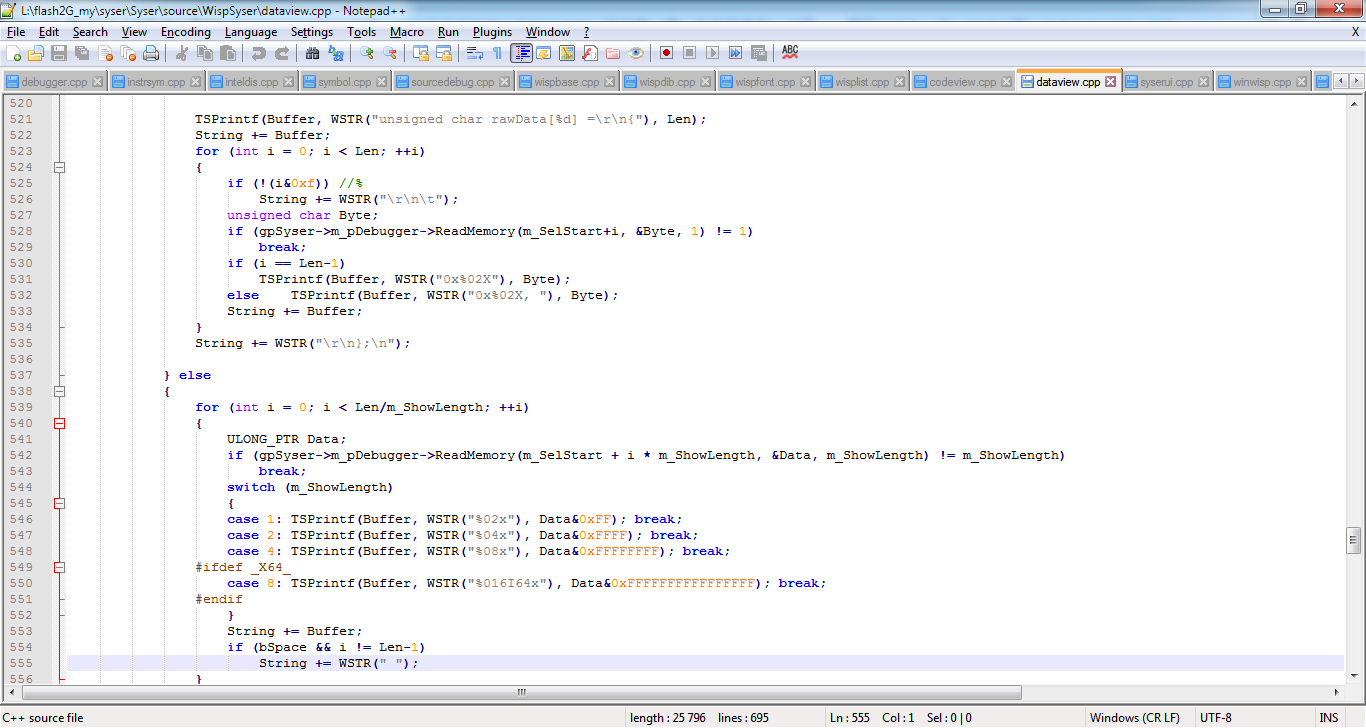 L:\flash2G_my\syser\Syser\source\WispSyser\dataview.cpp - Notepad++
File Edit Search View Encoding Language Settings Tools Macro Run Plugins Window ? X
debugger.cpp instrsym.cpp inteldis.cpp symbol.cpp sourcedebug.cpp wispbase.cpp wispdib.cpp wispfont.cpp wisplist.cpp codeview.cpp dataview.cpp syserui.cpp winwisp.cpp
520
521 TSPrintf(Buffer, WSTR("unsigned char rawData[%d] =\r\n{"), Len);
522 String += Buffer;
523 for (int i = 0; i < Len; ++i)
524 {
525 if (!(i&0xf)) //%
526 String += WSTR("\r\n\t");
527 unsigned char Byte;
528 if (gpSyser->m_pDebugger->ReadMemory(m_SelStart+i, &Byte, 1) != 1)
529 break;
530 if (i == Len-1)
531 TSPrintf(Buffer, WSTR("0x%02X"), Byte);
532 else TSPrintf(Buffer, WSTR("0x%02X, "), Byte);
533 String += Buffer;
534 }
535 String += WSTR("\r\n};\n");
536
537 } else
538 {
539 for (int i = 0; i < Len/m_ShowLength; ++i)
540 {
541 ULONG_PTR Data;
542 if (gpSyser->m_pDebugger->ReadMemory(m_SelStart + i * m_ShowLength, &Data, m_ShowLength) != m_ShowLength)
543 break;
544 switch (m_ShowLength)
545 {
546 case 1: TSPrintf(Buffer, WSTR("%02x"), Data&0xFF); break;
547 case 2: TSPrintf(Buffer, WSTR("%04x"), Data&0xFFFF); break;
548 case 4: TSPrintf(Buffer, WSTR("%08x"), Data&0xFFFFFFFF); break;
549 #ifdef _X64_
550 case 8: TSPrintf(Buffer, WSTR("%016I64x"), Data&0xFFFFFFFFFFFFFFFF); break;
551 #endif
552 }
553 String += Buffer;
554 if (bSpace && i != Len-1)
555 String += WSTR(" ");
556 }
C++ source file length : 25 796 lines : 695 Ln : 555 Col : 1 Sel : 0 | 0 Windows (CR LF) UTF-8 INS